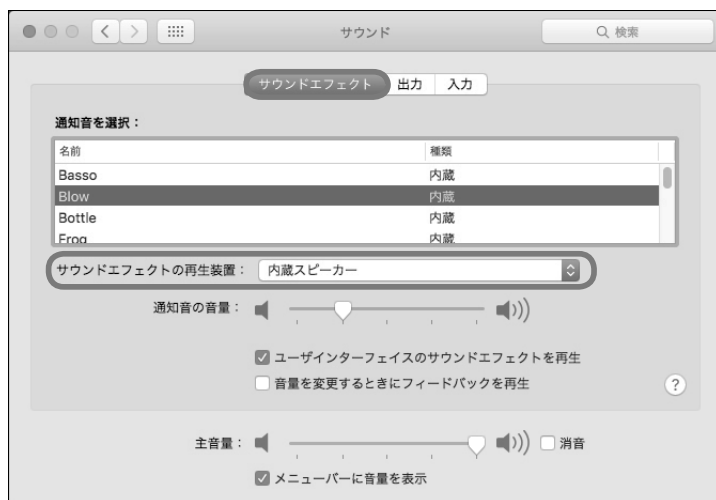 サウンド
検索
サウンドエフェクト 出力 入力
通知音を選択：
名前 種類
Basso 内蔵
Blow 内蔵
Bottle 内蔵
Frog 内蔵
サウンドエフェクトの再生装置： 内蔵スピーカー
通知音の音量：
ユーザインターフェイスのサウンドエフェクトを再生
音量を変更するときにフィードバックを再生
?
主音量： 消音
メニューバーに音量を表示